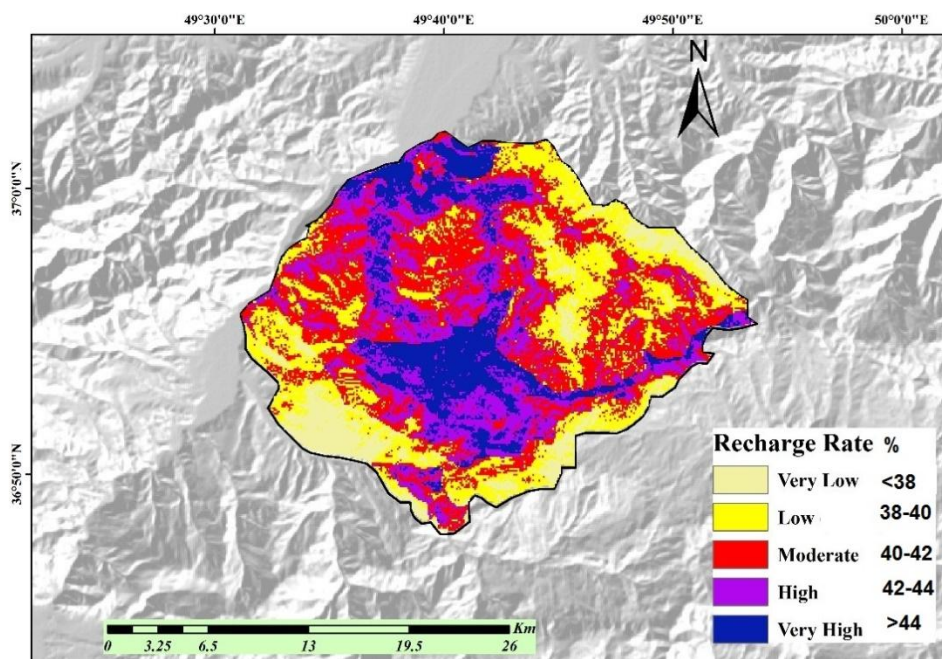 49°30'0"E 49°40'0"E 49°50'0"E 50°0'0"E
N
37°0'0"N
36°50'0"N
Recharge Rate %
Very Low <38
Low 38-40
Moderate 40-42
High 42-44
Very High >44
Km
0 3.25 6.5 13 19.5 26